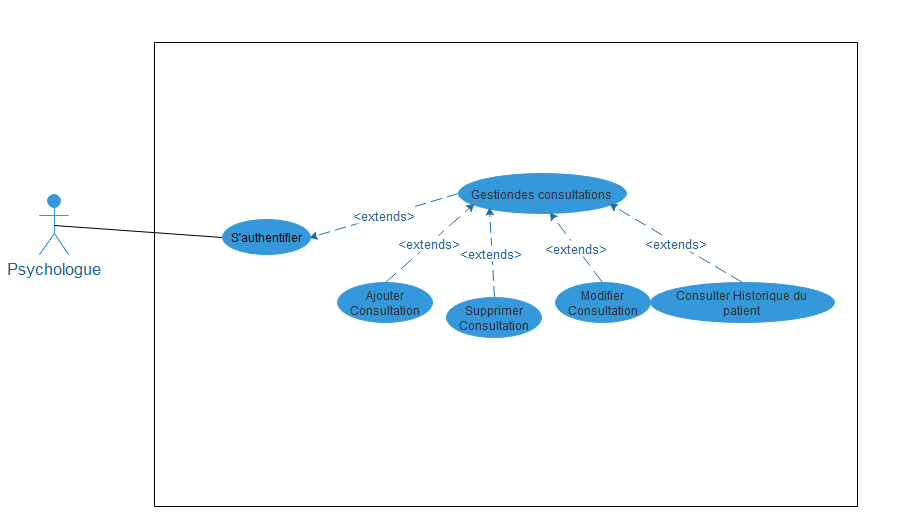 Gestiondes consultations
<extends>
S'authentifier
<extends>
<extends>
<extends>
<extends>
Psychologue
Ajouter
Consultation
Supprimer
Consultation
Modifier
Consultation
Consulter Historique du
patient